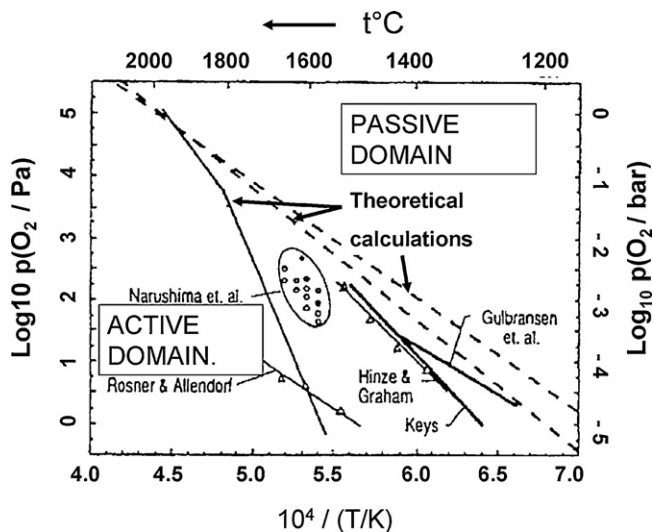 t°C
2000 1800 1600 1400 1200
5
4
3
2
1
0
Log10 p(O2 / Pa)
PASSIVE
DOMAIN
Theoretical
calculations
Narushima et. al.
ACTIVE
DOMAIN.
Rosner & Allendorf
Gulbransen
et. al.
Hinze &
Graham
Keys
0
-1
-2
-3
-4
-5
Log10 p(O2 / bar)
4.0 4.5 5.0 5.5 6.0 6.5 7.0
10⁴ / (T/K)